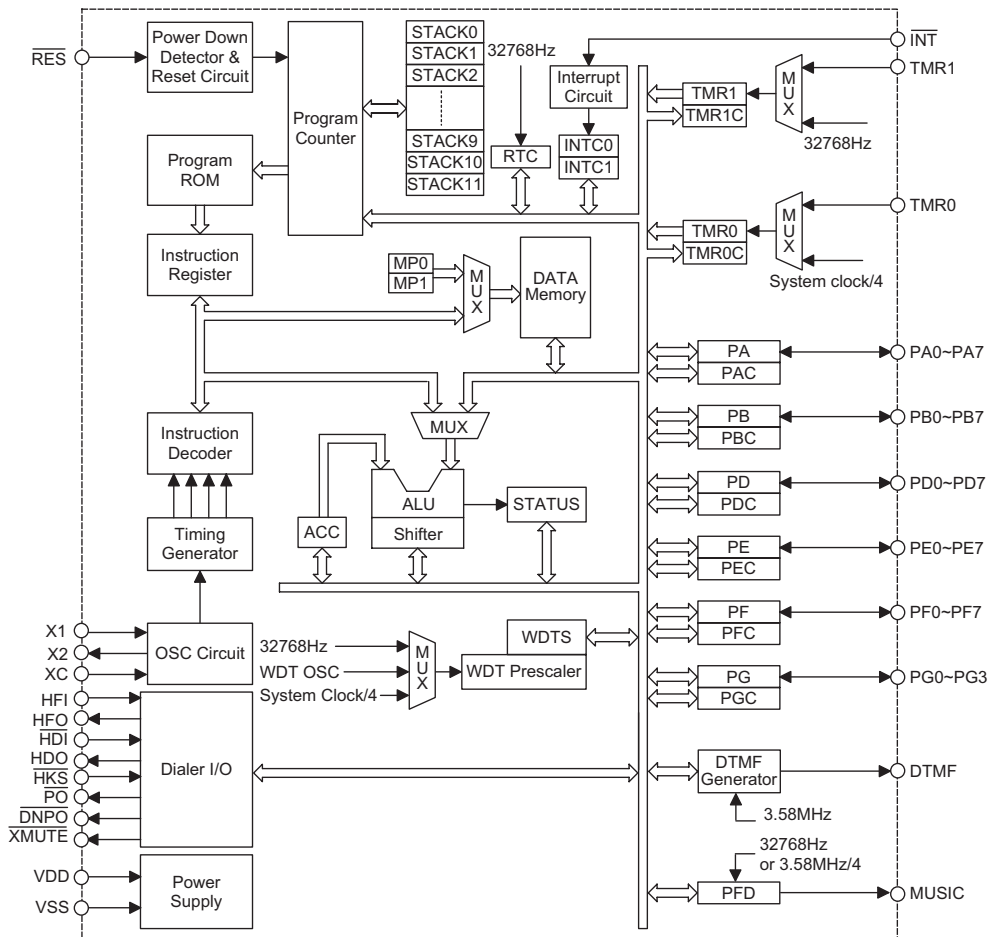 RES
Power Down
Detector &
Reset Circuit
Program
Counter
STACK0
STACK1
STACK2
STACK9
STACK10
STACK11
32768Hz
RTC
Interrupt
Circuit
INTC0
INTC1
INT
TMR1
TMR1
TMR1C
MUX
32768Hz
Program
ROM
Instruction
Register
MP0
MP1
MUX
DATA
Memory
TMR0
TMR0
TMR0C
MUX
System clock/4
PA
PAC
PA0~PA7
Instruction
Decoder
MUX
ALU
Shifter
ACC
STATUS
PB
PBC
PB0~PB7
PD
PDC
PD0~PD7
Timing
Generator
PE
PEC
PE0~PE7
X1
X2
XC
OSC Circuit
32768Hz
WDT OSC
System Clock/4
MUX
WDTS
WDT Prescaler
PF
PFC
PF0~PF7
PG
PGC
PG0~PG3
HFI
HFO
HDI
HDO
HKS
PO
DNPO
XMUTE
Dialer I/O
DTMF
Generator
DTMF
3.58MHz
VDD
VSS
Power
Supply
32768Hz
or 3.58MHz/4
PFD
MUSIC